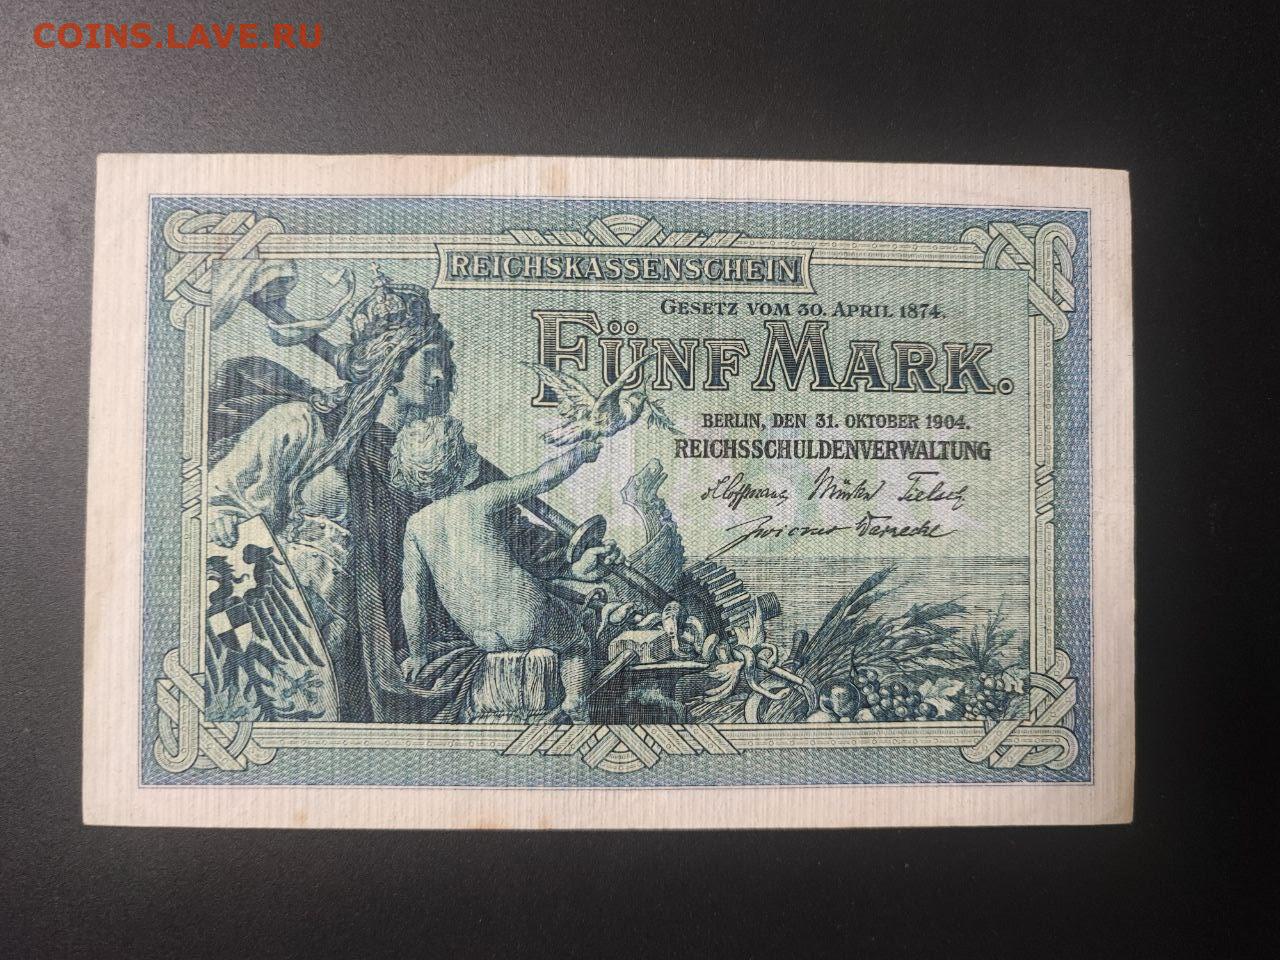 COINS.LAVE.RU
REICHSKASSENSCHEIN
GESETZ VOM 30. APRIL 1874.
FÜNF MARK.
BERLIN, DEN 31. OKTOBER 1904.
REICHSSCHULDENVERWALTUNG